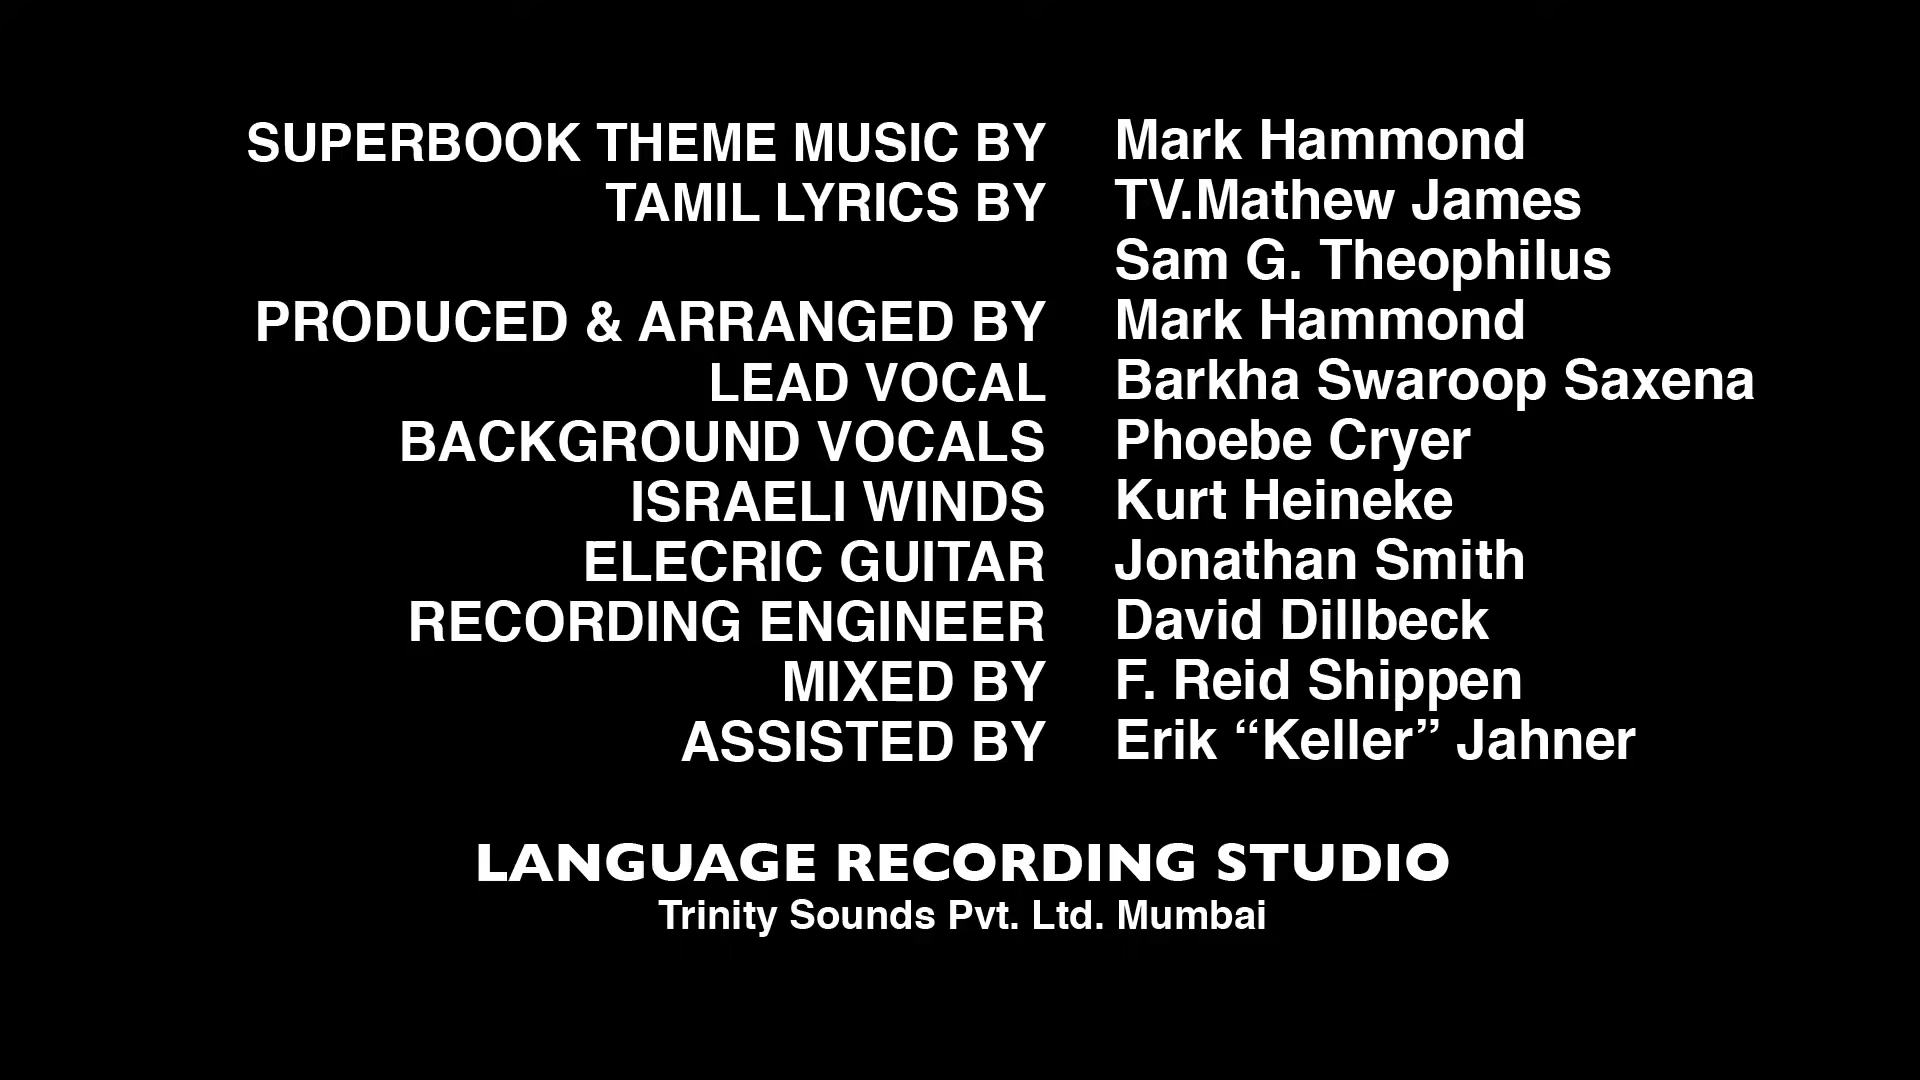 SUPERBOOK THEME MUSIC BY Mark Hammond
TAMIL LYRICS BY TV.Mathew James
Sam G. Theophilus
PRODUCED & ARRANGED BY Mark Hammond
LEAD VOCAL Barkha Swaroop Saxena
BACKGROUND VOCALS Phoebe Cryer
ISRAELI WINDS Kurt Heineke
ELECRIC GUITAR Jonathan Smith
RECORDING ENGINEER David Dillbeck
MIXED BY F. Reid Shippen
ASSISTED BY Erik “Keller” Jahner
LANGUAGE RECORDING STUDIO
Trinity Sounds Pvt. Ltd. Mumbai